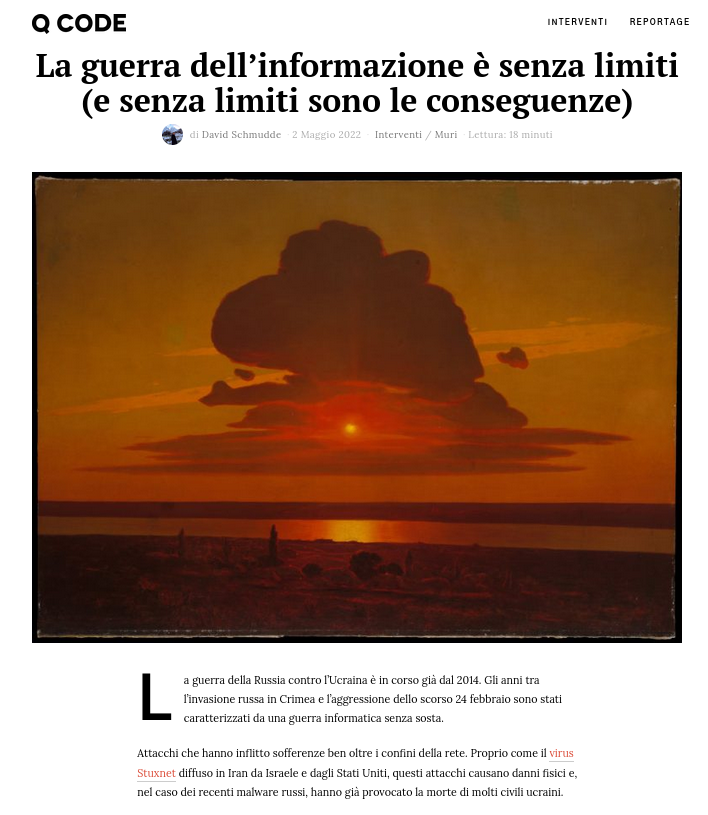 Q CODE
INTERVENTI REPORTAGE
La guerra dell’informazione è senza limiti
(e senza limiti sono le conseguenze)
di David Schmudde · 2 Maggio 2022 · Interventi / Muri · Lettura: 18 minuti
La guerra della Russia contro l’Ucraina è in corso già dal 2014. Gli anni tra
l’invasione russa in Crimea e l’aggressione dello scorso 24 febbraio sono stati
caratterizzati da una guerra informatica senza sosta.
Attacchi che hanno inflitto sofferenze ben oltre i confini della rete. Proprio come il virus
Stuxnet diffuso in Iran da Israele e dagli Stati Uniti, questi attacchi causano danni fisici e,
nel caso dei recenti malware russi, hanno già provocato la morte di molti civili ucraini.